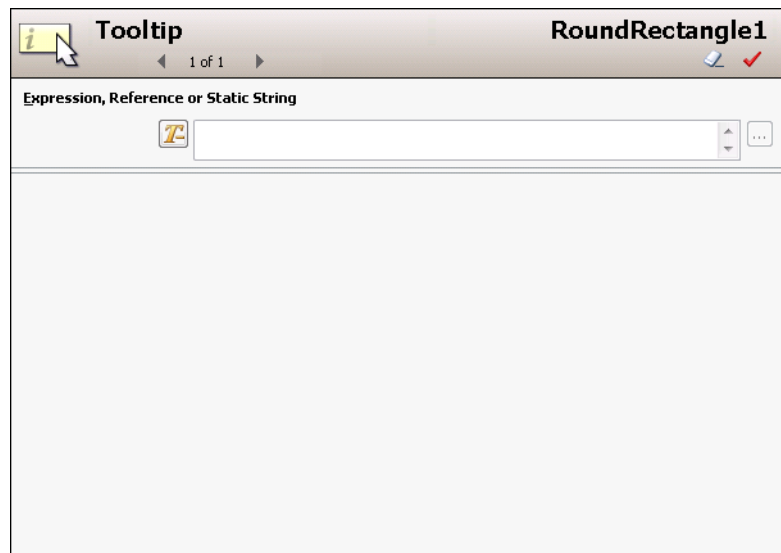 Tooltip
RoundRectangle1
1 of 1
Expression, Reference or Static String
T
...